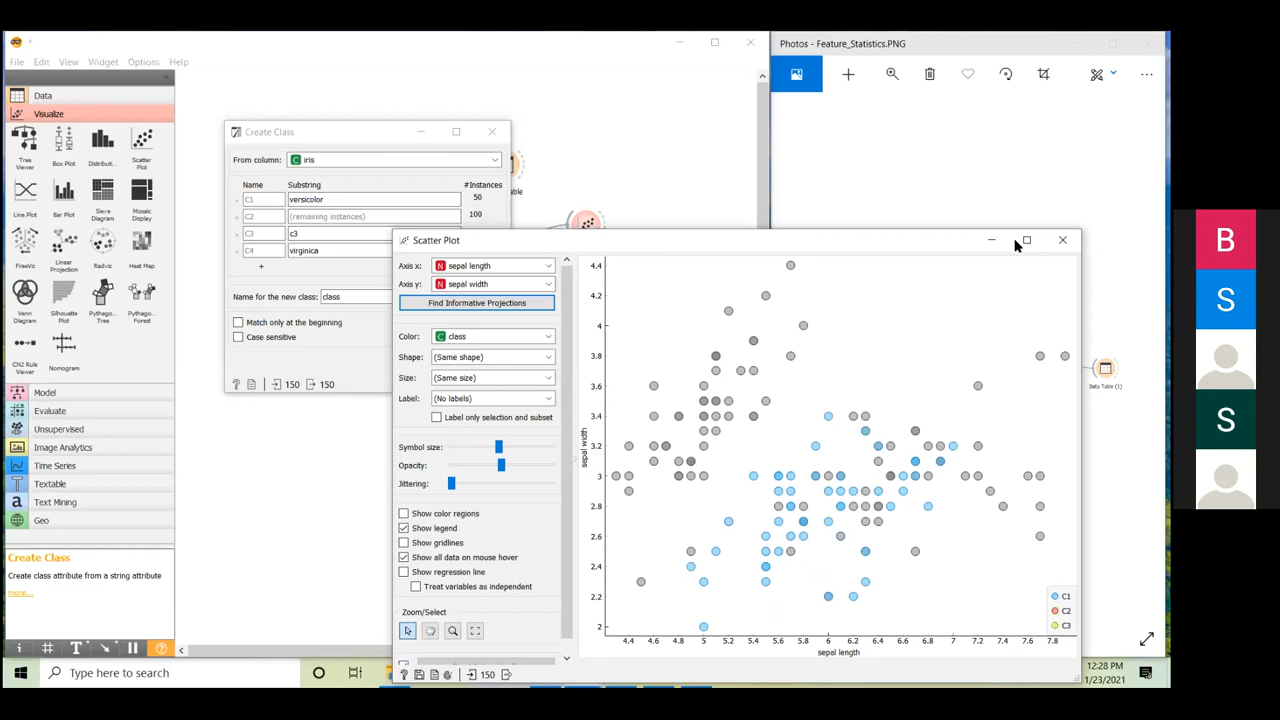 Photos - Feature_Statistics.PNG
File Edit View Widget Options Help
Data
Visualize
Tree Viewer
Box Plot
Distributi...
Scatter Plot
Line Plot
Bar Plot
Sieve Diagram
Mosaic Display
FreeViz
Linear Projection
Radviz
Heat Map
Venn Diagram
Silhouette Plot
Pythago... Tree
Pythago... Forest
CN2 Rule Viewer
Nomogram
Model
Evaluate
Unsupervised
Image Analytics
Time Series
Textable
Text Mining
Geo
Create Class
Create class attribute from a string attribute
more...
Create Class
From column: C iris
Name Substring #Instances
C1 versicolor 50
C2 (remaining instances) 100
C3 c3
C4 virginica
+
Name for the new class: class
Match only at the beginning
Case sensitive
150 150
Scatter Plot
Axis x: N sepal length
Axis y: N sepal width
Find Informative Projections
Color: C class
Shape: (Same shape)
Size: (Same size)
Label: (No labels)
Label only selection and subset
Symbol size:
Opacity:
Jittering:
Show color regions
Show legend
Show gridlines
Show all data on mouse hover
Show regression line
Treat variables as independent
Zoom/Select
150
4.4
4.2
4
3.8
3.6
3.4
3.2
3
2.8
2.6
2.4
2.2
2
sepal width
4.4 4.6 4.8 5 5.2 5.4 5.6 5.8 6 6.2 6.4 6.6 6.8 7 7.2 7.4 7.6 7.8
sepal length
C1
C2
C3
Data Table (1)
B
S
S
Type here to search
12:28 PM
1/23/2021